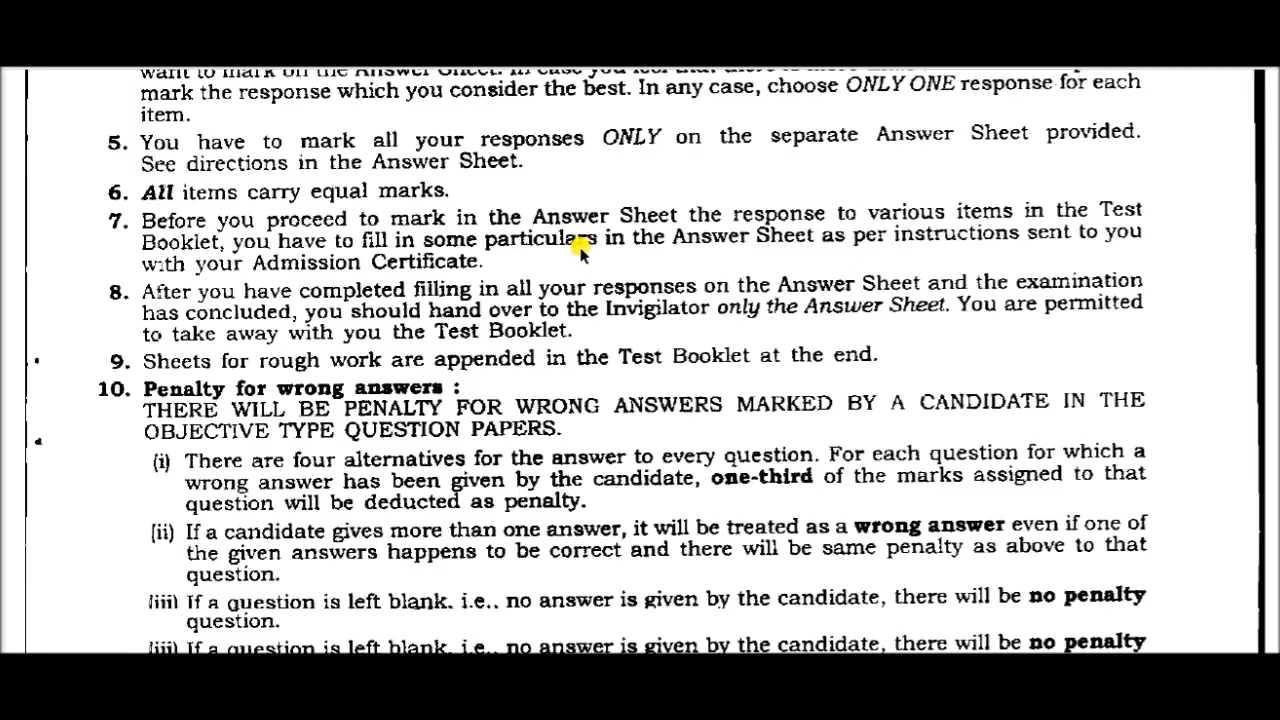 mark the response which you consider the best. In any case, choose ONLY ONE response for each
item.
5. You have to mark all your responses ONLY on the separate Answer Sheet provided.
See directions in the Answer Sheet.
6. All items carry equal marks.
7. Before you proceed to mark in the Answer Sheet the response to various items in the Test
Booklet, you have to fill in some particulars in the Answer Sheet as per instructions sent to you
with your Admission Certificate.
8. After you have completed filling in all your responses on the Answer Sheet and the examination
has concluded, you should hand over to the Invigilator only the Answer Sheet. You are permitted
to take away with you the Test Booklet.
9. Sheets for rough work are appended in the Test Booklet at the end.
10. Penalty for wrong answers :
THERE WILL BE PENALTY FOR WRONG ANSWERS MARKED BY A CANDIDATE IN THE
OBJECTIVE TYPE QUESTION PAPERS.
(i) There are four alternatives for the answer to every question. For each question for which a
wrong answer has been given by the candidate, one-third of the marks assigned to that
question will be deducted as penalty.
(ii) If a candidate gives more than one answer, it will be treated as a wrong answer even if one of
the given answers happens to be correct and there will be same penalty as above to that
question.
(iii) If a question is left blank, i.e., no answer is given by the candidate, there will be no penalty
question.
(iii) If a question is left blank, i.e., no answer is given by the candidate, there will be no penalty